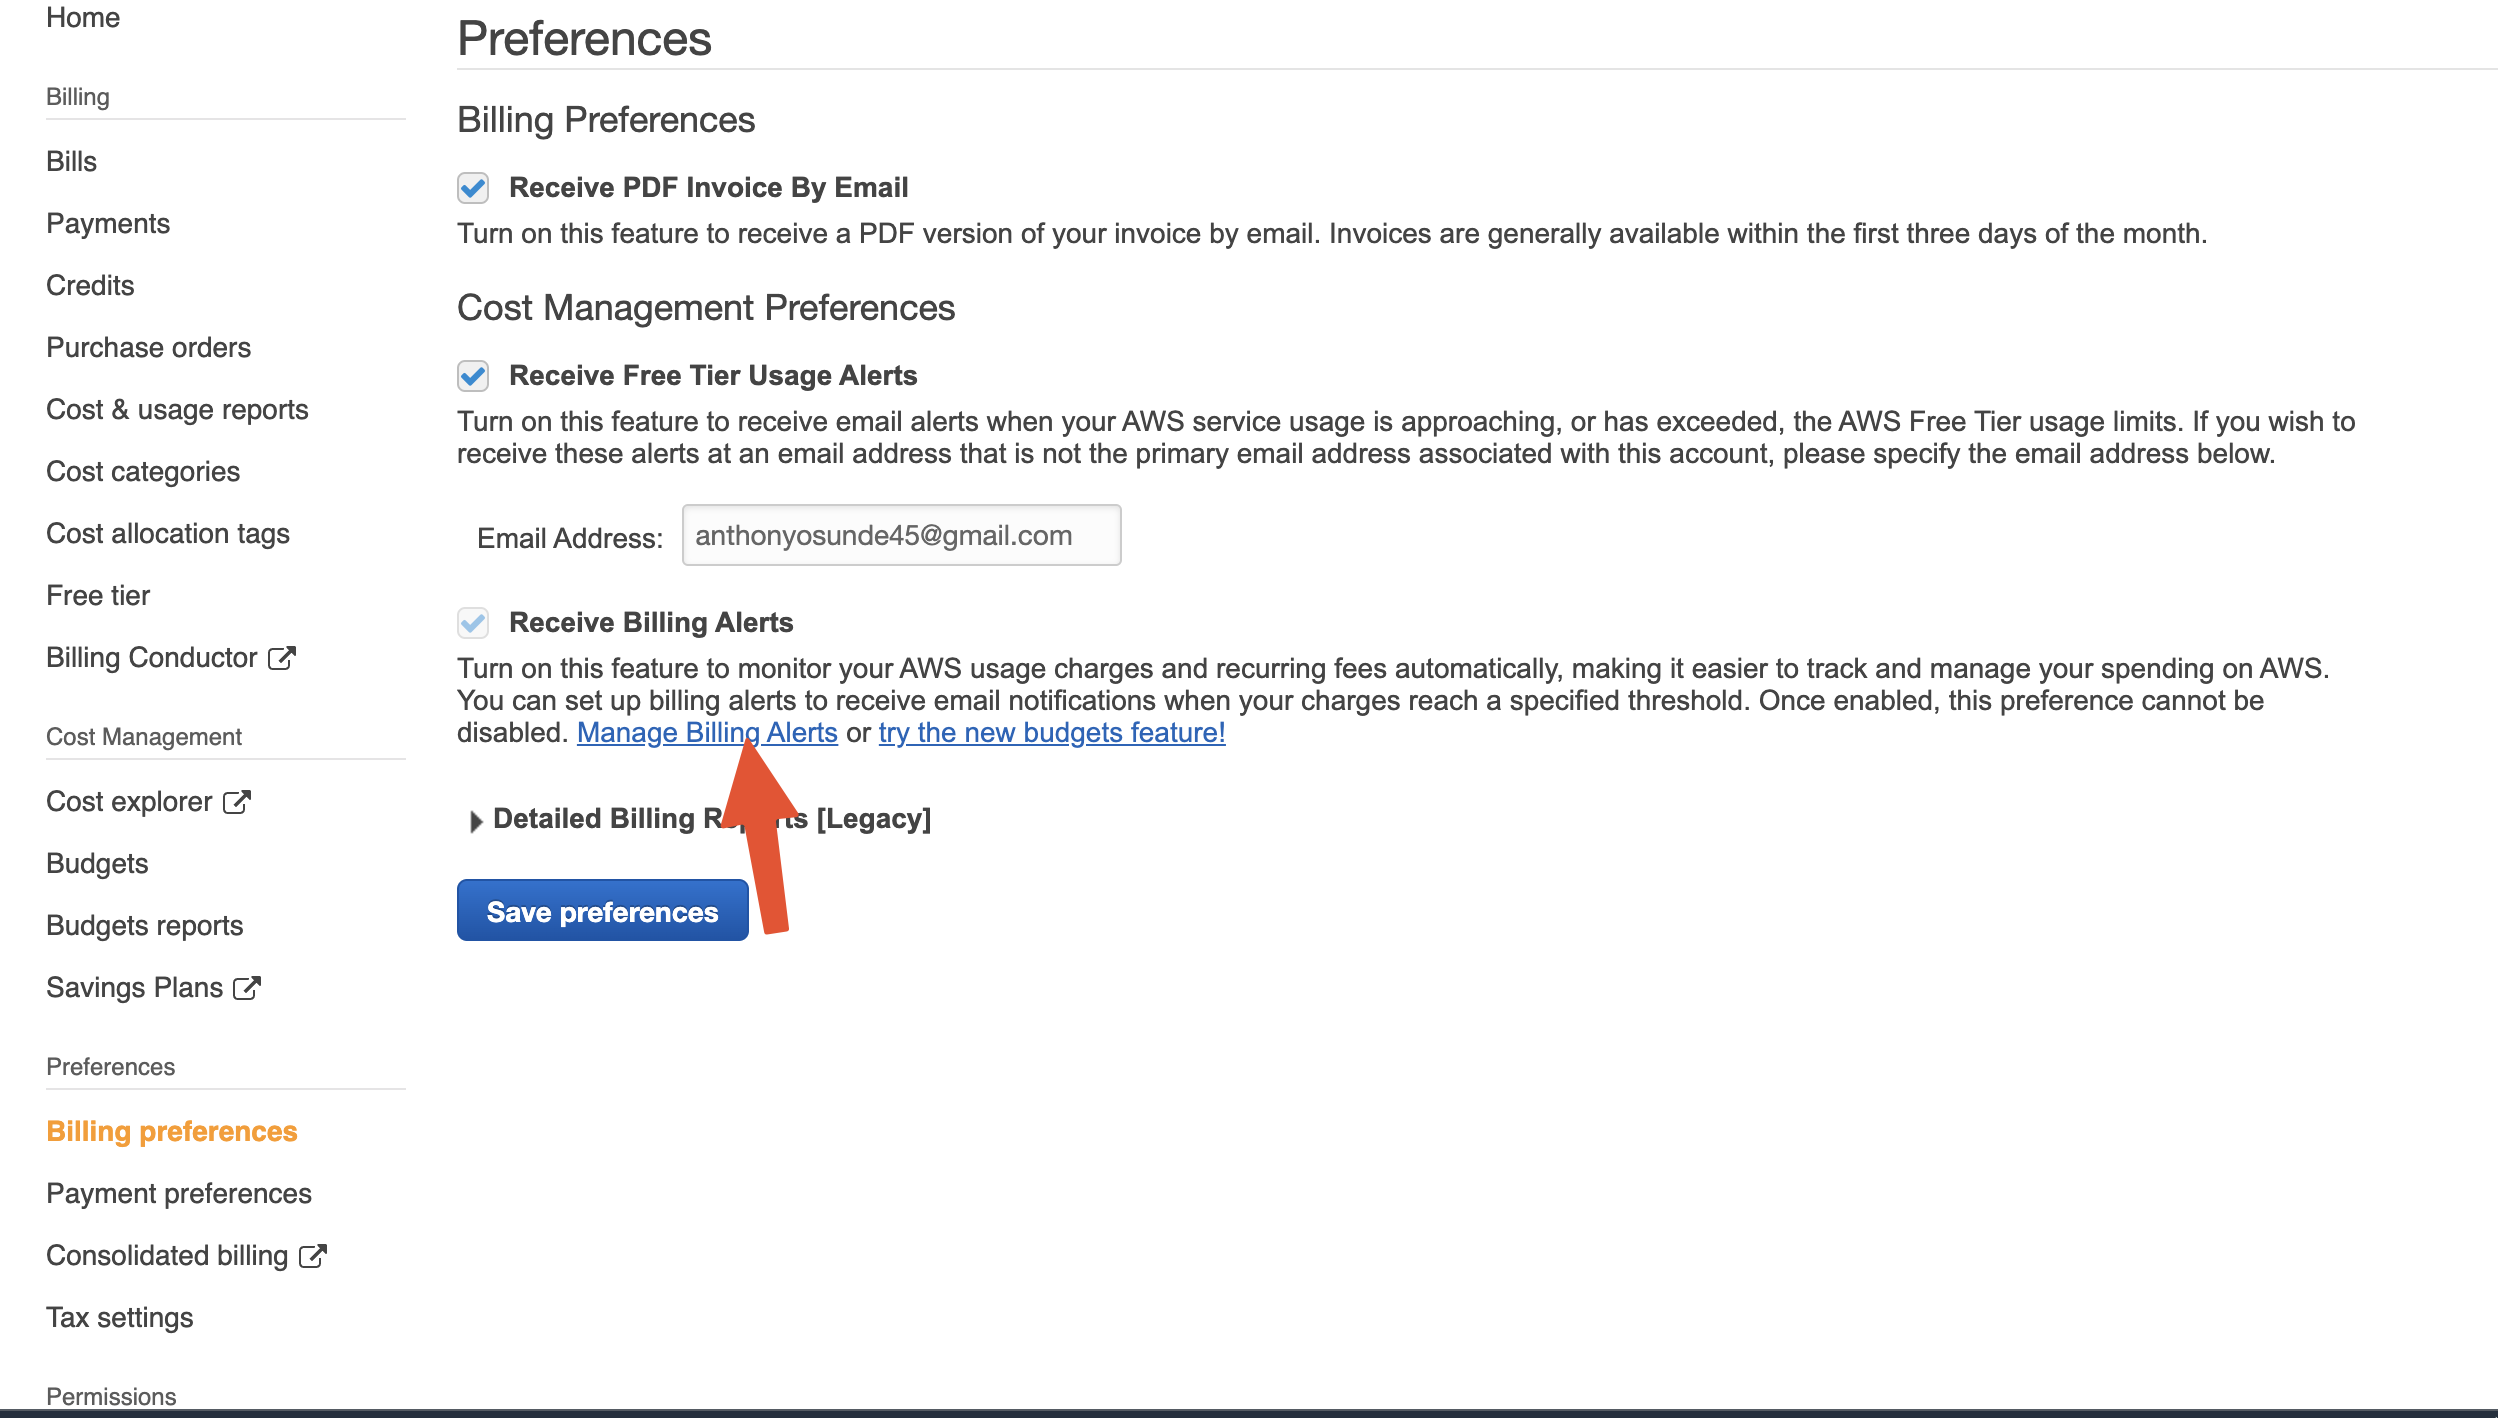 Home
Billing
Bills
Payments
Credits
Purchase orders
Cost & usage reports
Cost categories
Cost allocation tags
Free tier
Billing Conductor
Cost Management
Cost explorer
Budgets
Budgets reports
Savings Plans
Preferences
Billing preferences
Payment preferences
Consolidated billing
Tax settings
Permissions
Preferences
Billing Preferences
Receive PDF Invoice By Email
Turn on this feature to receive a PDF version of your invoice by email. Invoices are generally available within the first three days of the month.
Cost Management Preferences
Receive Free Tier Usage Alerts
Turn on this feature to receive email alerts when your AWS service usage is approaching, or has exceeded, the AWS Free Tier usage limits. If you wish to
receive these alerts at an email address that is not the primary email address associated with this account, please specify the email address below.
Email Address: anthonyosunde45@gmail.com
Receive Billing Alerts
Turn on this feature to monitor your AWS usage charges and recurring fees automatically, making it easier to track and manage your spending on AWS.
You can set up billing alerts to receive email notifications when your charges reach a specified threshold. Once enabled, this preference cannot be
disabled. Manage Billing Alerts or try the new budgets feature!
Detailed Billing Reports [Legacy]
Save preferences